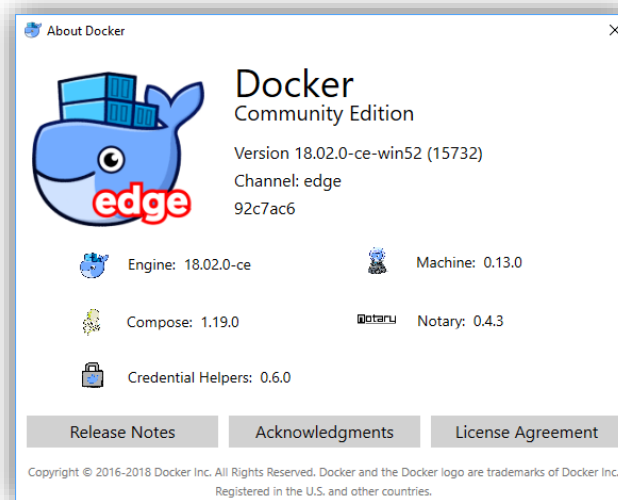 About Docker
Docker
Community Edition
Version 18.02.0-ce-win52 (15732)
Channel: edge
92c7ac6
edge
Engine: 18.02.0-ce
Machine: 0.13.0
Compose: 1.19.0
notary
Notary: 0.4.3
Credential Helpers: 0.6.0
Release Notes
Acknowledgments
License Agreement
Copyright © 2016-2018 Docker Inc. All Rights Reserved. Docker and the Docker logo are trademarks of Docker Inc.
Registered in the U.S. and other countries.